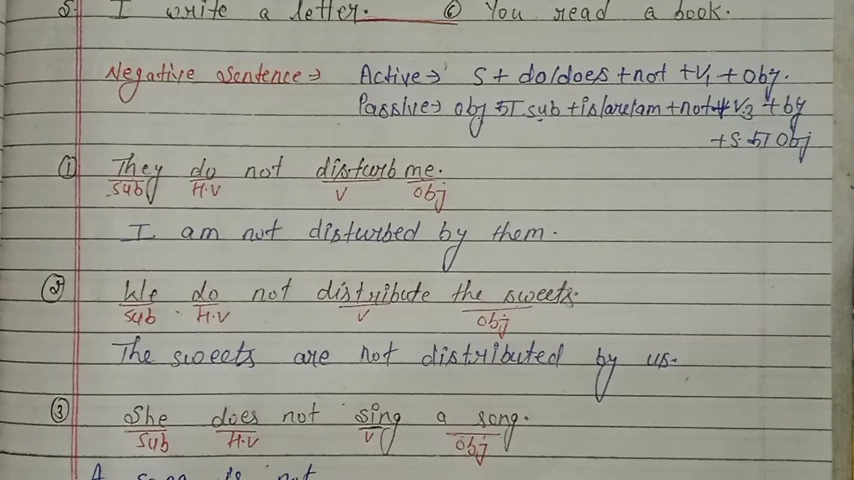 5 I write a letter. 6 You read a book.
Negative Sentence ⇒ Active → S + do/does + not + V1 + Obj.
Passive → obj का sub + is/are/am + not + V3 + by
+ S का Obj
① They do not disturb me.
Sub H.V V Obj
I am not disturbed by them.
② We do not distribute the sweets.
Sub H.V V Obj
The sweets are not distributed by us.
③ She does not sing a song.
Sub H.V V Obj
A song is not